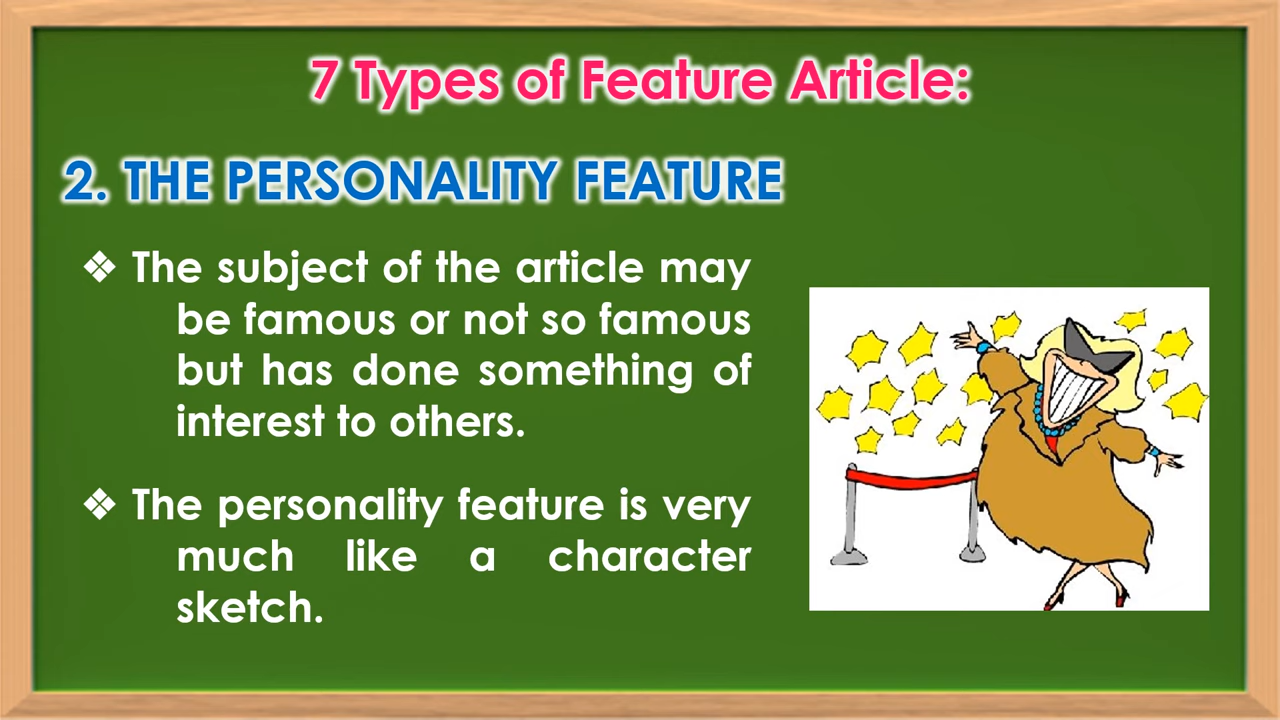 7 Types of Feature Article:
2. THE PERSONALITY FEATURE
❖ The subject of the article may
be famous or not so famous
but has done something of
interest to others.
❖ The personality feature is very
much like a character
sketch.